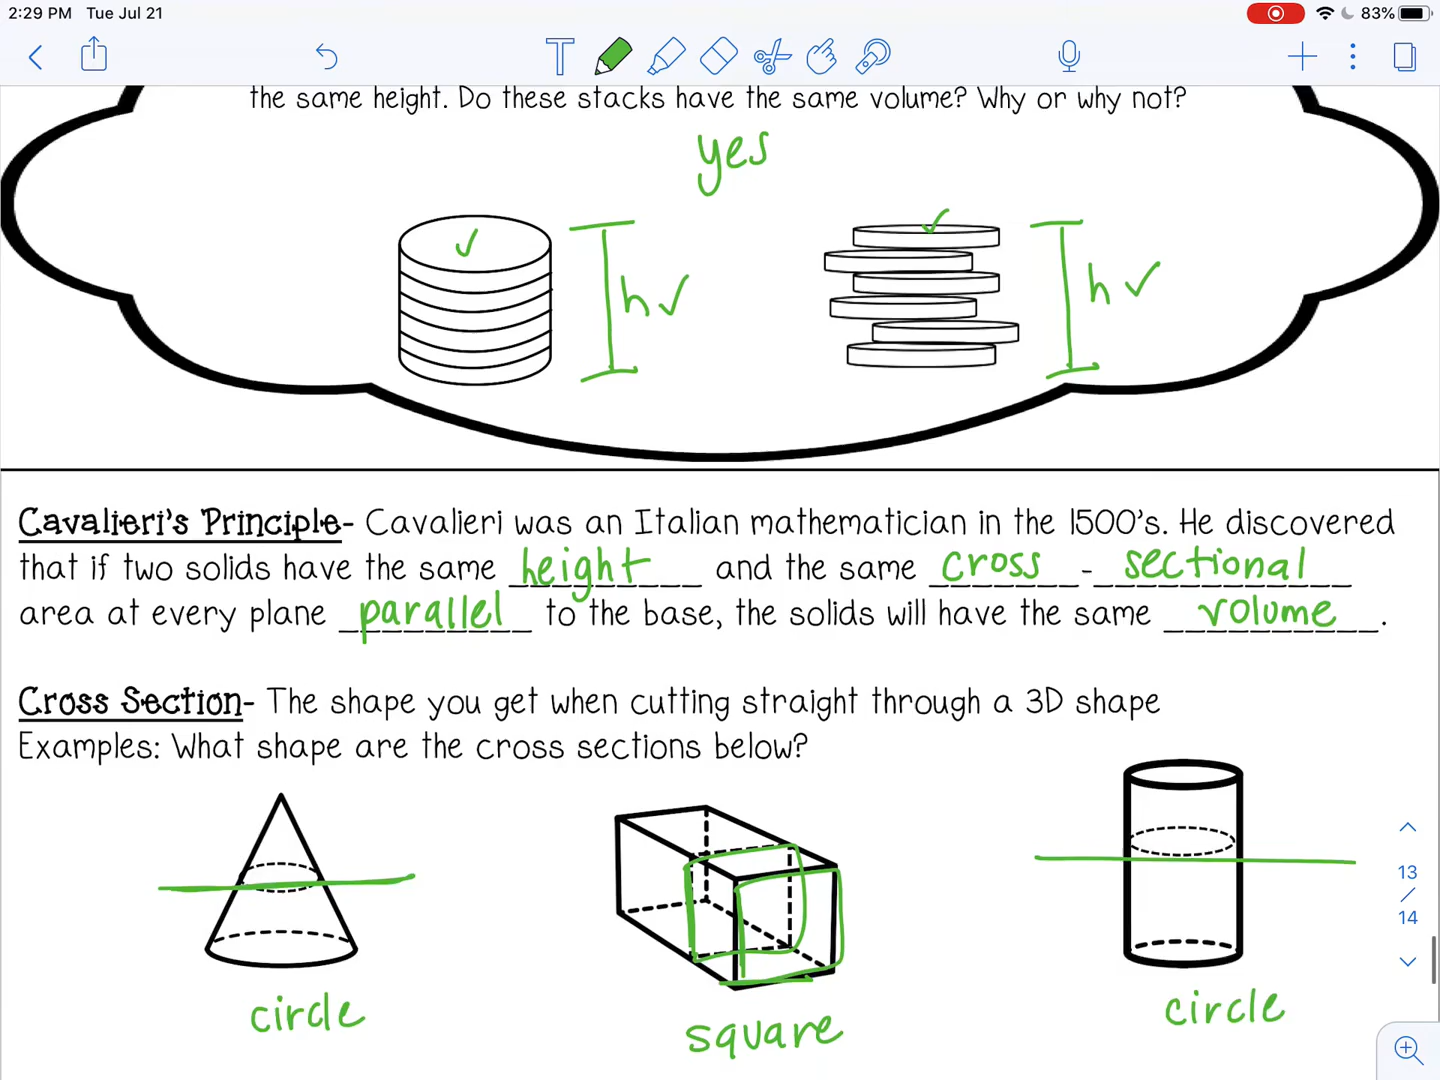 2:29 PM Tue Jul 21
83%
the same height. Do these stacks have the same volume? Why or why not?
yes
h h
Cavalieri's Principle- Cavalieri was an Italian mathematician in the 1500's. He discovered
that if two solids have the same height and the same cross - sectional
area at every plane parallel to the base, the solids will have the same volume.
Cross Section- The shape you get when cutting straight through a 3D shape
Examples: What shape are the cross sections below?
13
/
14
circle square circle